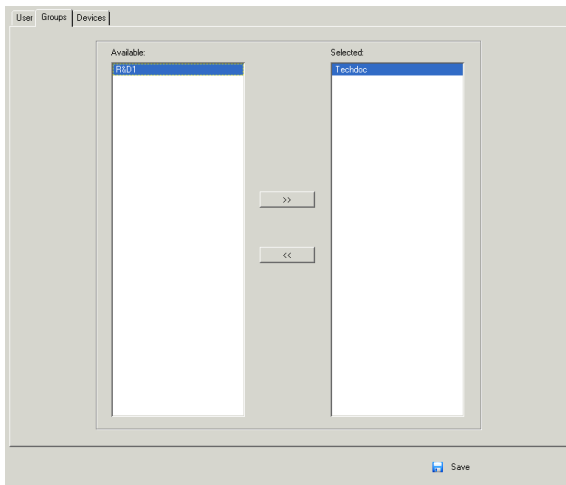 User Groups Devices
Available: Selected:
R&D1 Techdoc
>>
<<
Save